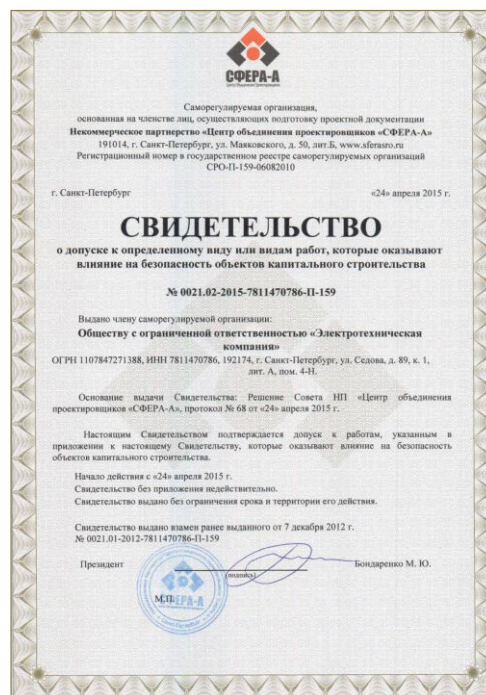 СФЕРА-А
Саморегулируемая организация,
основанная на членстве лиц, осуществляющих подготовку проектной документации
Некоммерческое партнерство «Центр объединения проектировщиков «СФЕРА-А»
191014, г. Санкт-Петербург, ул. Маяковского, д. 50, лит.Б, www.sferasro.ru
Регистрационный номер в государственном реестре саморегулируемых организаций
СРО-П-159-06082010
г. Санкт-Петербург «24» апреля 2015 г.
СВИДЕТЕЛЬСТВО
о допуске к определенному виду или видам работ, которые оказывают
влияние на безопасность объектов капитального строительства
№ 0021.02-2015-7811470786-П-159
Выдано члену саморегулируемой организации:
Обществу с ограниченной ответственностью «Электротехническая
компания»
ОГРН 1107847271388, ИНН 7811470786, 192174, г. Санкт-Петербург, ул. Седова, д. 89, к. 1,
лит. А, пом. 4-Н.
Основание выдачи Свидетельства: Решение Совета НП «Центр объединения
проектировщиков «СФЕРА-А», протокол № 68 от «24» апреля 2015 г.
Настоящим Свидетельством подтверждается допуск к работам, указанным в
приложении к настоящему Свидетельству, которые оказывают влияние на безопасность
объектов капитального строительства.
Начало действия с «24» апреля 2015 г.
Свидетельство без приложения недействительно.
Свидетельство выдано без ограничения срока и территории его действия.
Свидетельство выдано взамен ранее выданного от 7 декабря 2012 г.
№ 0021.01-2012-7811470786-П-159
Президент Бондаренко М. Ю.
(подпись)
М.П.
СФЕРА-А